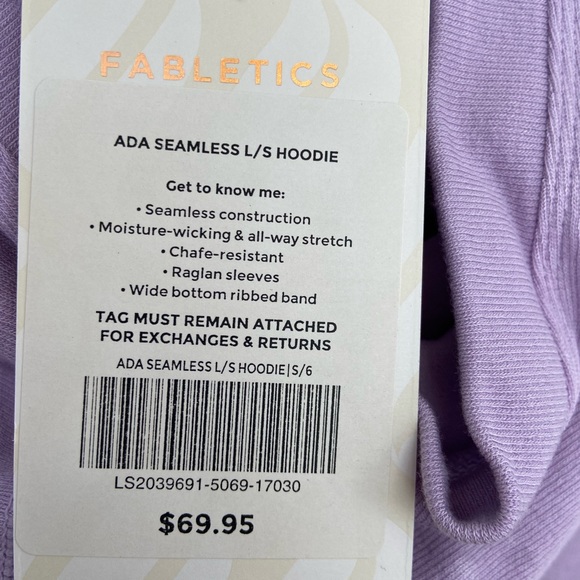 FABLETICS
ADA SEAMLESS L/S HOODIE
Get to know me:
• Seamless construction
• Moisture-wicking & all-way stretch
• Chafe-resistant
• Raglan sleeves
• Wide bottom ribbed band
TAG MUST REMAIN ATTACHED
FOR EXCHANGES & RETURNS
ADA SEAMLESS L/S HOODIE|S/6
LS2039691-5069-17030
$69.95